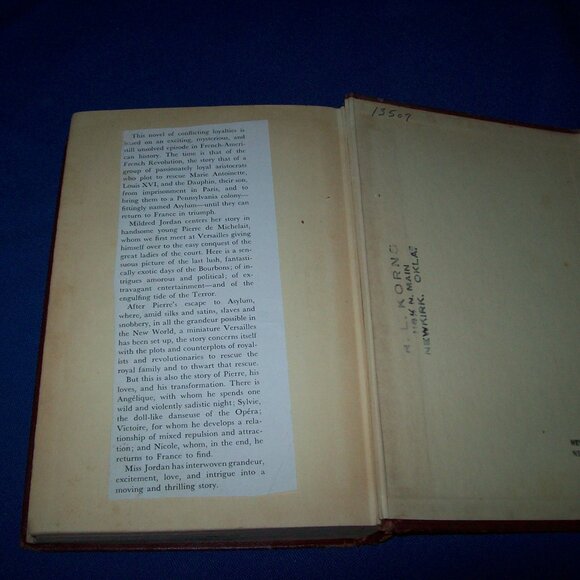 This novel of conflicting loyalties is
based on an exciting, mysterious, and
still unsolved episode in French-Ameri-
can history. The time is that of the
French Revolution, the story that of a
group of passionately loyal aristocrats
who plot to rescue Marie Antoinette,
Louis XVI, and the Dauphin, their son,
from imprisonment in Paris, and to
bring them to a Pennsylvania colony—
fittingly named Asylum—until they can
return to France in triumph.
Mildred Jordan centers her story in
handsome young Pierre de Michelait,
whom we first meet at Versailles giving
himself over to the easy conquest of the
great ladies of the court. Here is a sen-
suous picture of the last lush, fantasti-
cally exotic days of the Bourbons; of in-
trigues amorous and political; of ex-
travagant entertainment—and of the
engulfing tide of the Terror.
After Pierre's escape to Asylum,
where, amid silks and satins, slaves and
snobbery, in all the grandeur possible in
the New World, a miniature Versailles
has been set up, the story concerns itself
with the plots and counterplots of royal-
ists and revolutionaries to rescue the
royal family and to thwart that rescue.
But this is also the story of Pierre, his
loves, and his transformation. There is
Angélique, with whom he spends one
wild and violently sadistic night; Sylvie,
the doll-like danseuse of the Opéra;
Victoire, for whom he develops a re-
lationship of mixed repulsion and attrac-
tion; and Nicole, whom, in the end, he
returns to France to find.
Miss Jordan has interwoven grandeur,
excitement, love, and intrigue into a
moving and thrilling story.
13507
L. KORNS
N. MAIN
NEWKIRK, OKLA